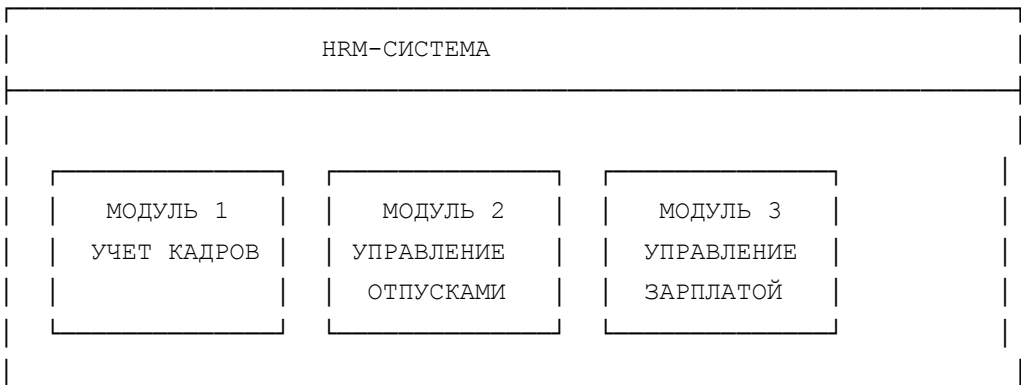 HRM-СИСТЕМА
МОДУЛЬ 1 МОДУЛЬ 2 МОДУЛЬ 3
УЧЕТ КАДРОВ УПРАВЛЕНИЕ УПРАВЛЕНИЕ
ОТПУСКАМИ ЗАРПЛАТОЙ